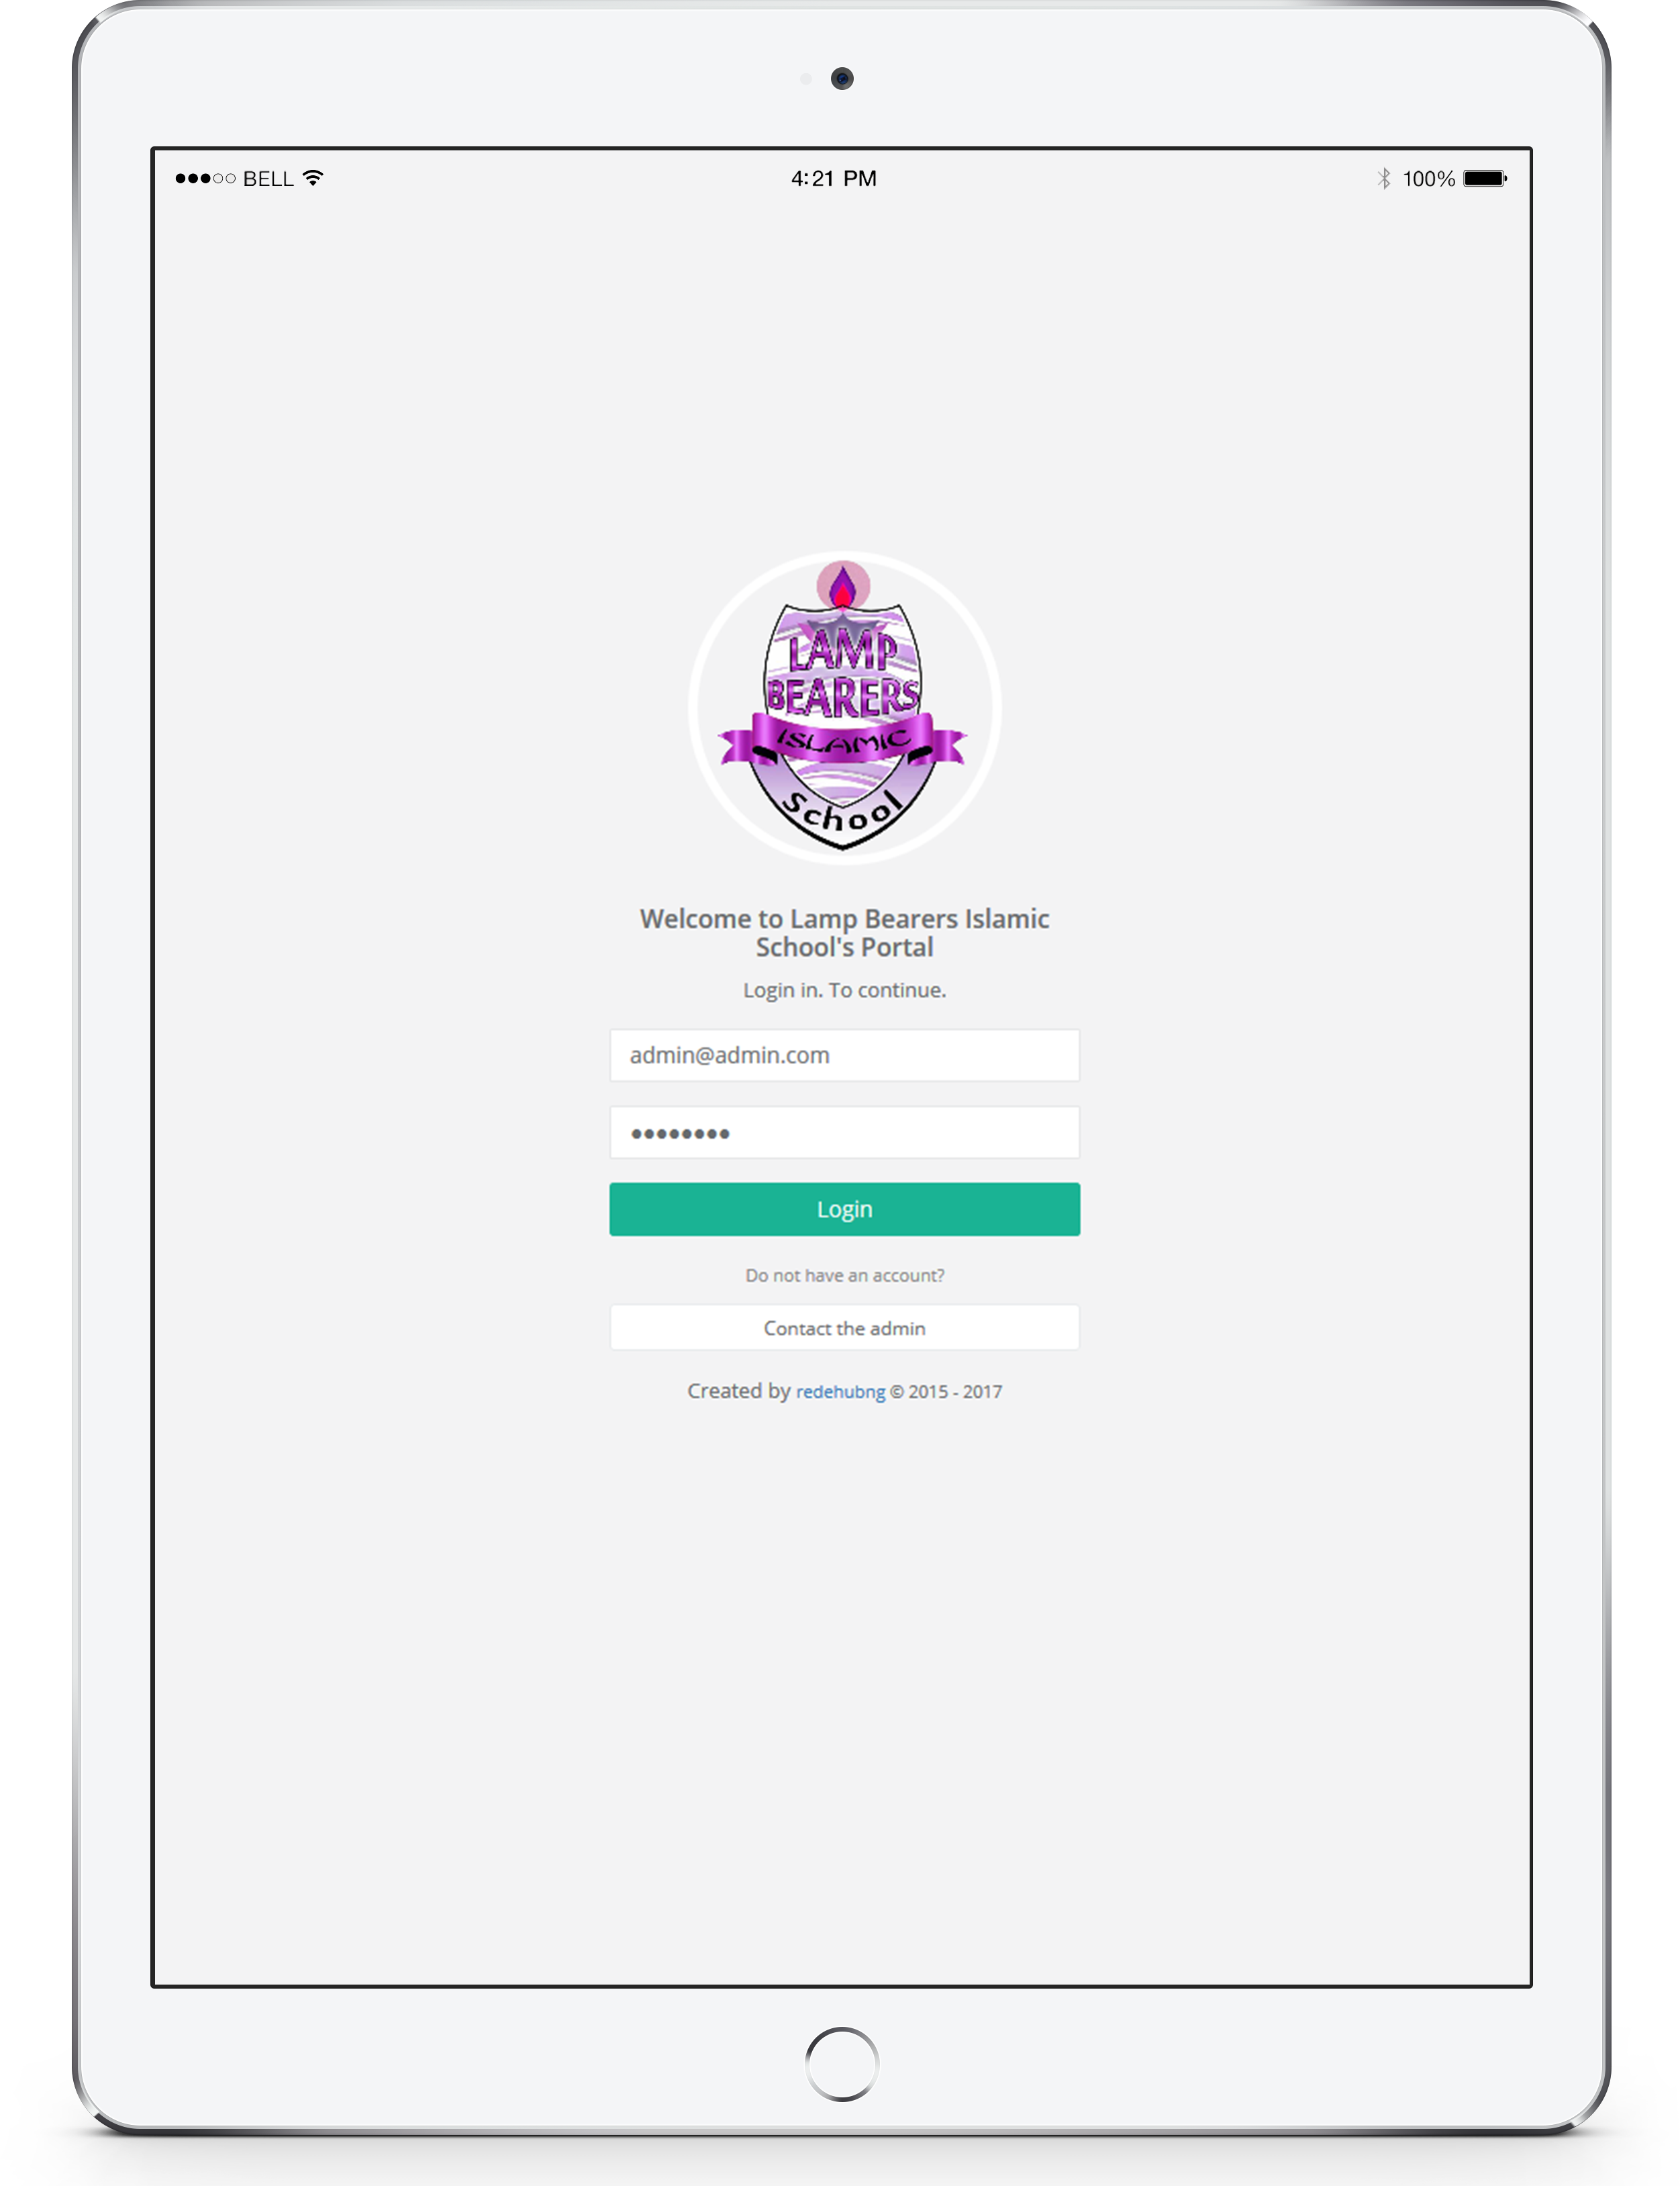 BELL 4:21 PM 100%
LAMP
BEARERS
ISLAMIC
School
Welcome to Lamp Bearers Islamic
School's Portal
Login in. To continue.
admin@admin.com
••••••••
Login
Do not have an account?
Contact the admin
Created by redehubng © 2015 - 2017